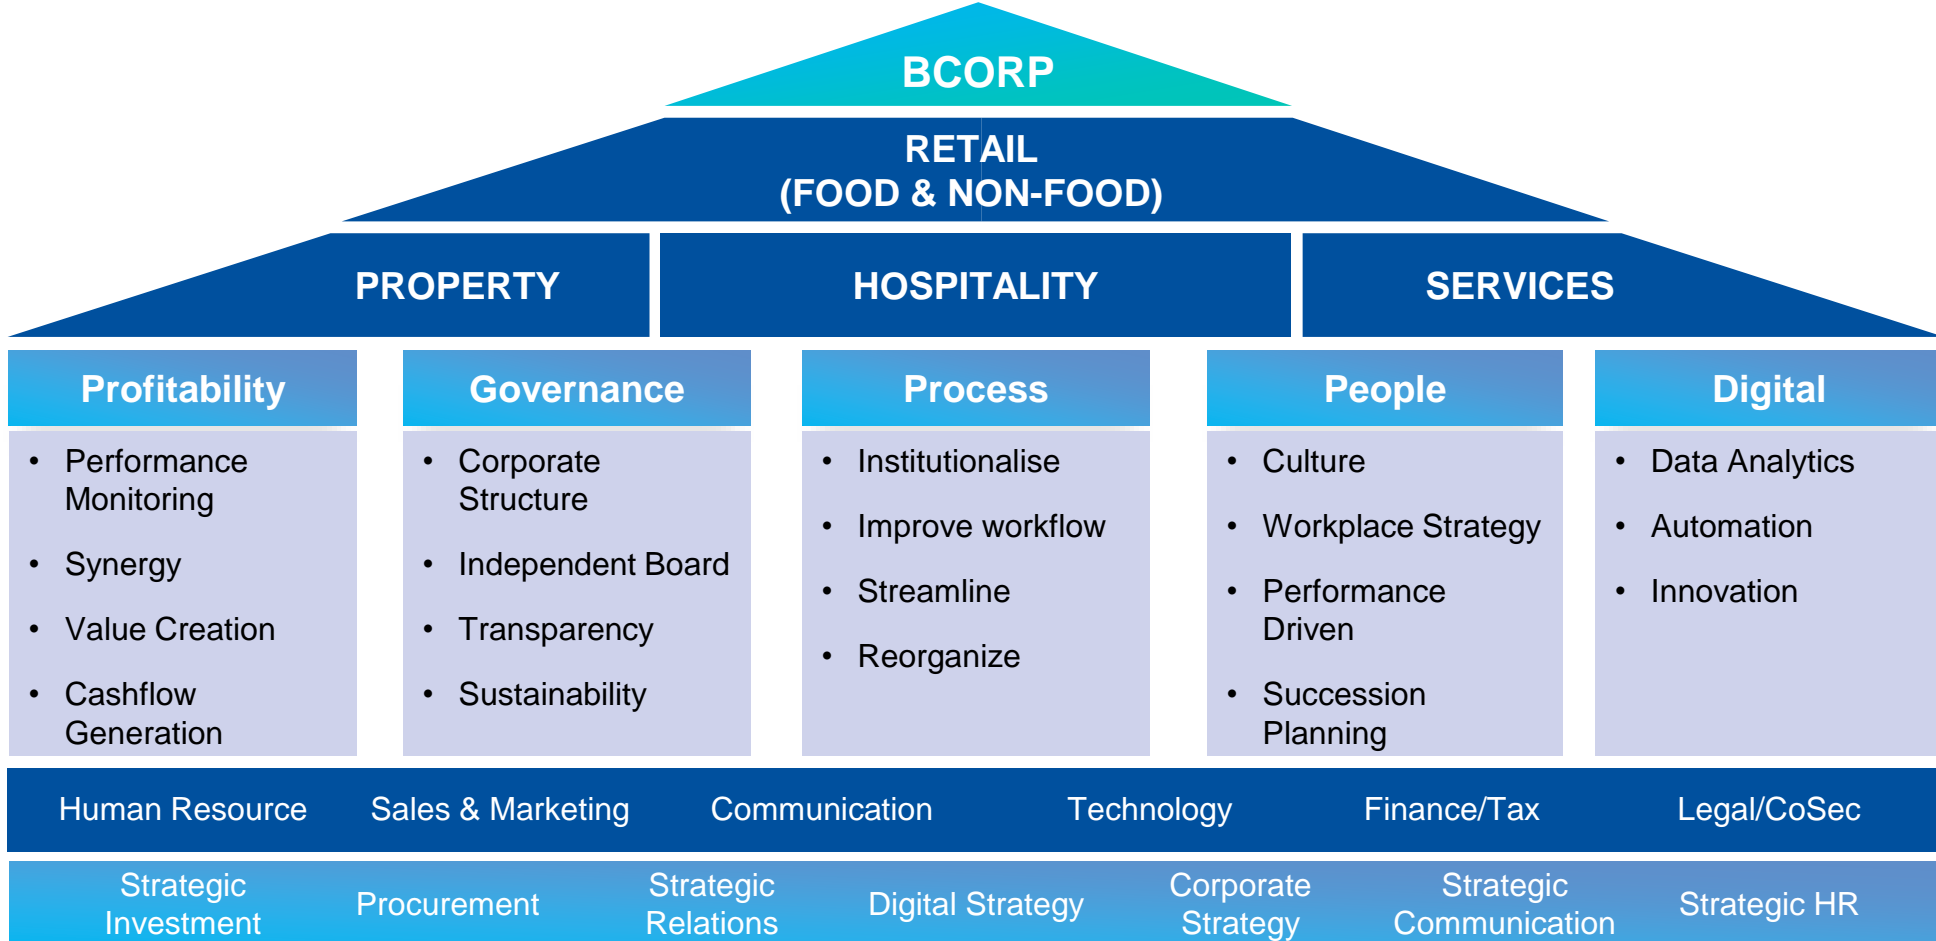 BCORP
RETAIL
(FOOD & NON-FOOD)
PROPERTY
HOSPITALITY
SERVICES
Profitability
• Performance
Monitoring
• Synergy
• Value Creation
• Cashflow
Generation
Governance
• Corporate
Structure
• Independent Board
• Transparency
• Sustainability
Process
• Institutionalise
• Improve workflow
• Streamline
• Reorganize
People
• Culture
• Workplace Strategy
• Performance
Driven
• Succession
Planning
Digital
• Data Analytics
• Automation
• Innovation
Human Resource
Sales & Marketing
Communication
Technology
Finance/Tax
Legal/CoSec
Strategic
Investment
Procurement
Strategic
Relations
Digital Strategy
Corporate
Strategy
Strategic
Communication
Strategic HR